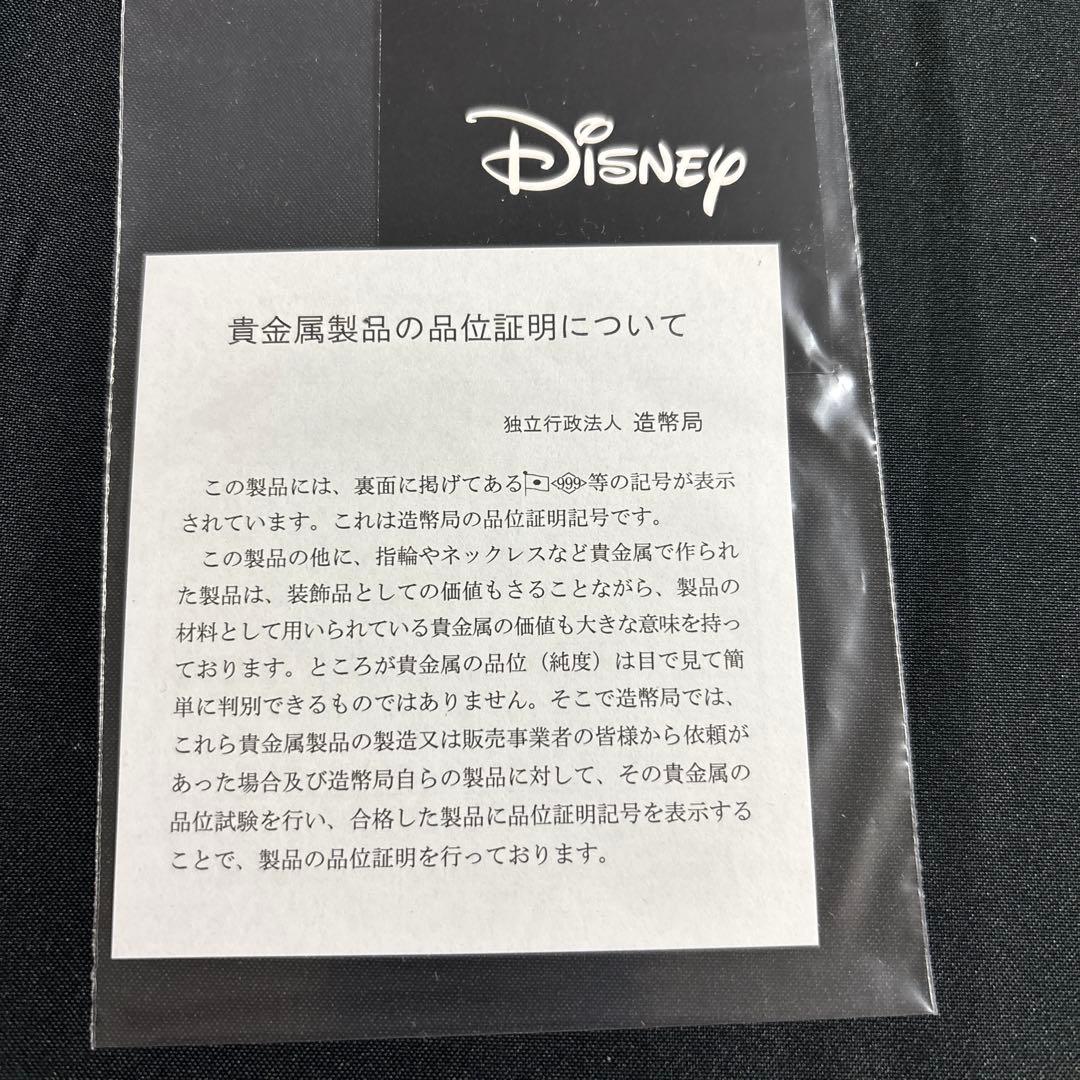 Disney
貴金属製品の品位証明について
独立行政法人 造幣局
この製品には、裏面に掲げてある<999>等の記号が表示
されています。これは造幣局の品位証明記号です。
この製品の他に、指輪やネックレスなど貴金属で作られ
た製品は、装飾品としての価値もさることながら、製品の
材料として用いられている貴金属の価値も大きな意味を持っ
ております。ところが貴金属の品位（純度）は目で見て簡
単に判別できるものではありません。そこで造幣局では、
これら貴金属製品の製造又は販売事業者の皆様から依頼が
あった場合及び造幣局自らの製品に対して、その貴金属の
品位試験を行い、合格した製品に品位証明記号を表示する
ことで、製品の品位証明を行っております。